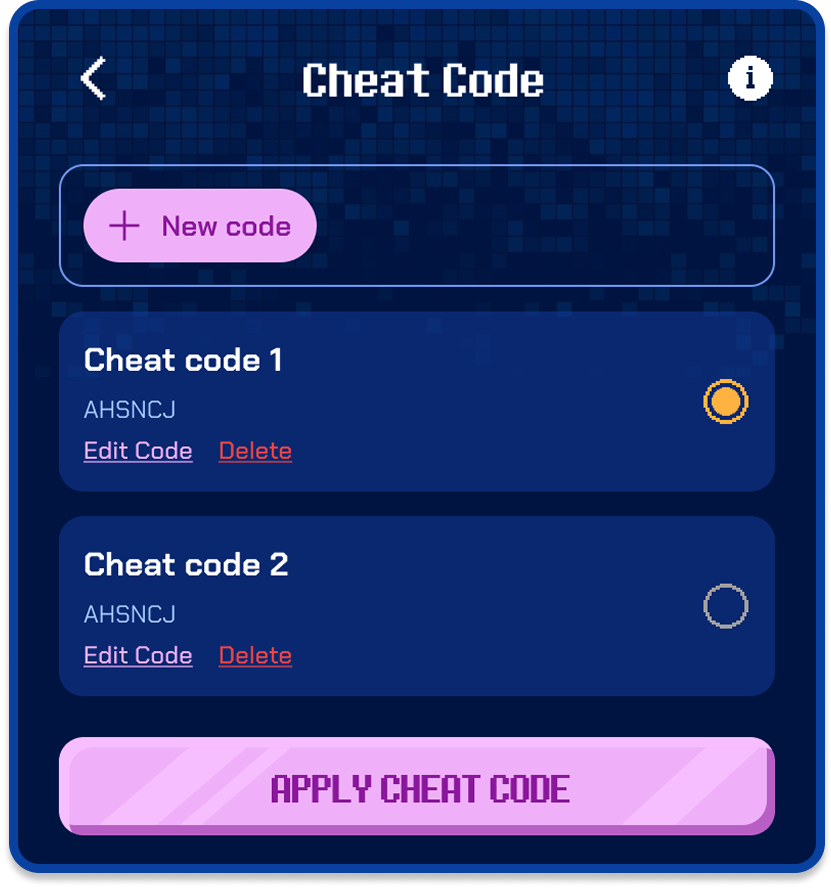 Cheat Code
i
New code
Cheat code 1
AHSNCJ
Edit Code Delete
Cheat code 2
AHSNCJ
Edit Code Delete
APPLY CHEAT CODE